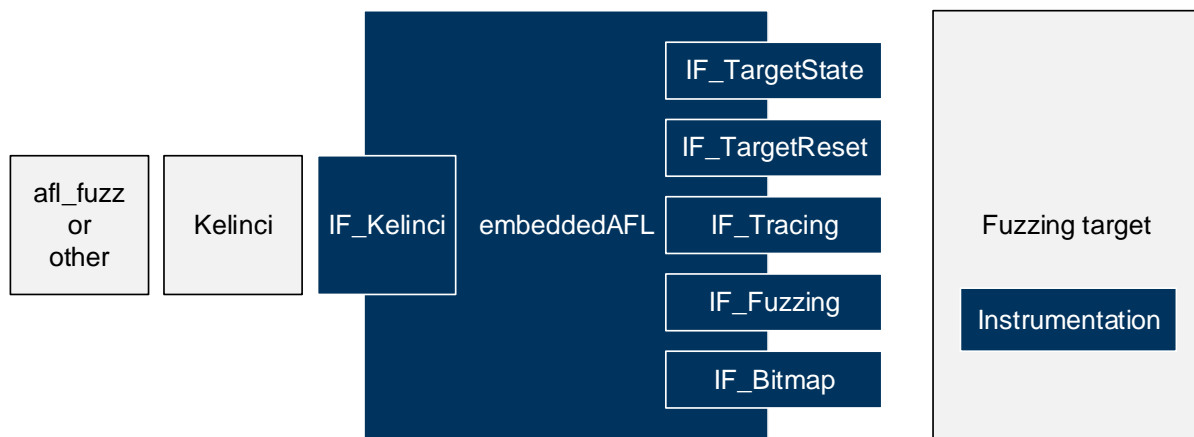 afl_fuzz
or
other
Kelinci
IF_Kelinci
embeddedAFL
IF_TargetState
IF_TargetReset
IF_Tracing
IF_Fuzzing
IF_Bitmap
Fuzzing target
Instrumentation